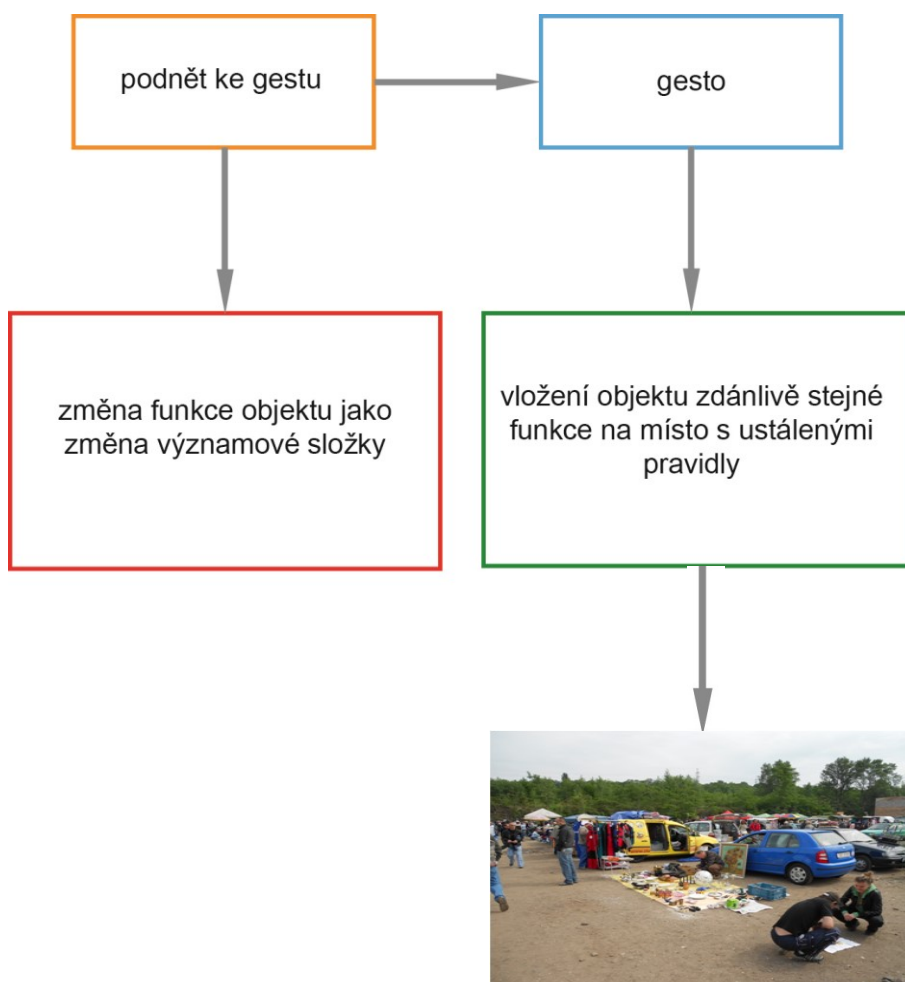 podnět ke gestu
gesto
změna funkce objektu jako
změna významové složky
vložení objektu zdánlivě stejné
funkce na místo s ustálenými
pravidly